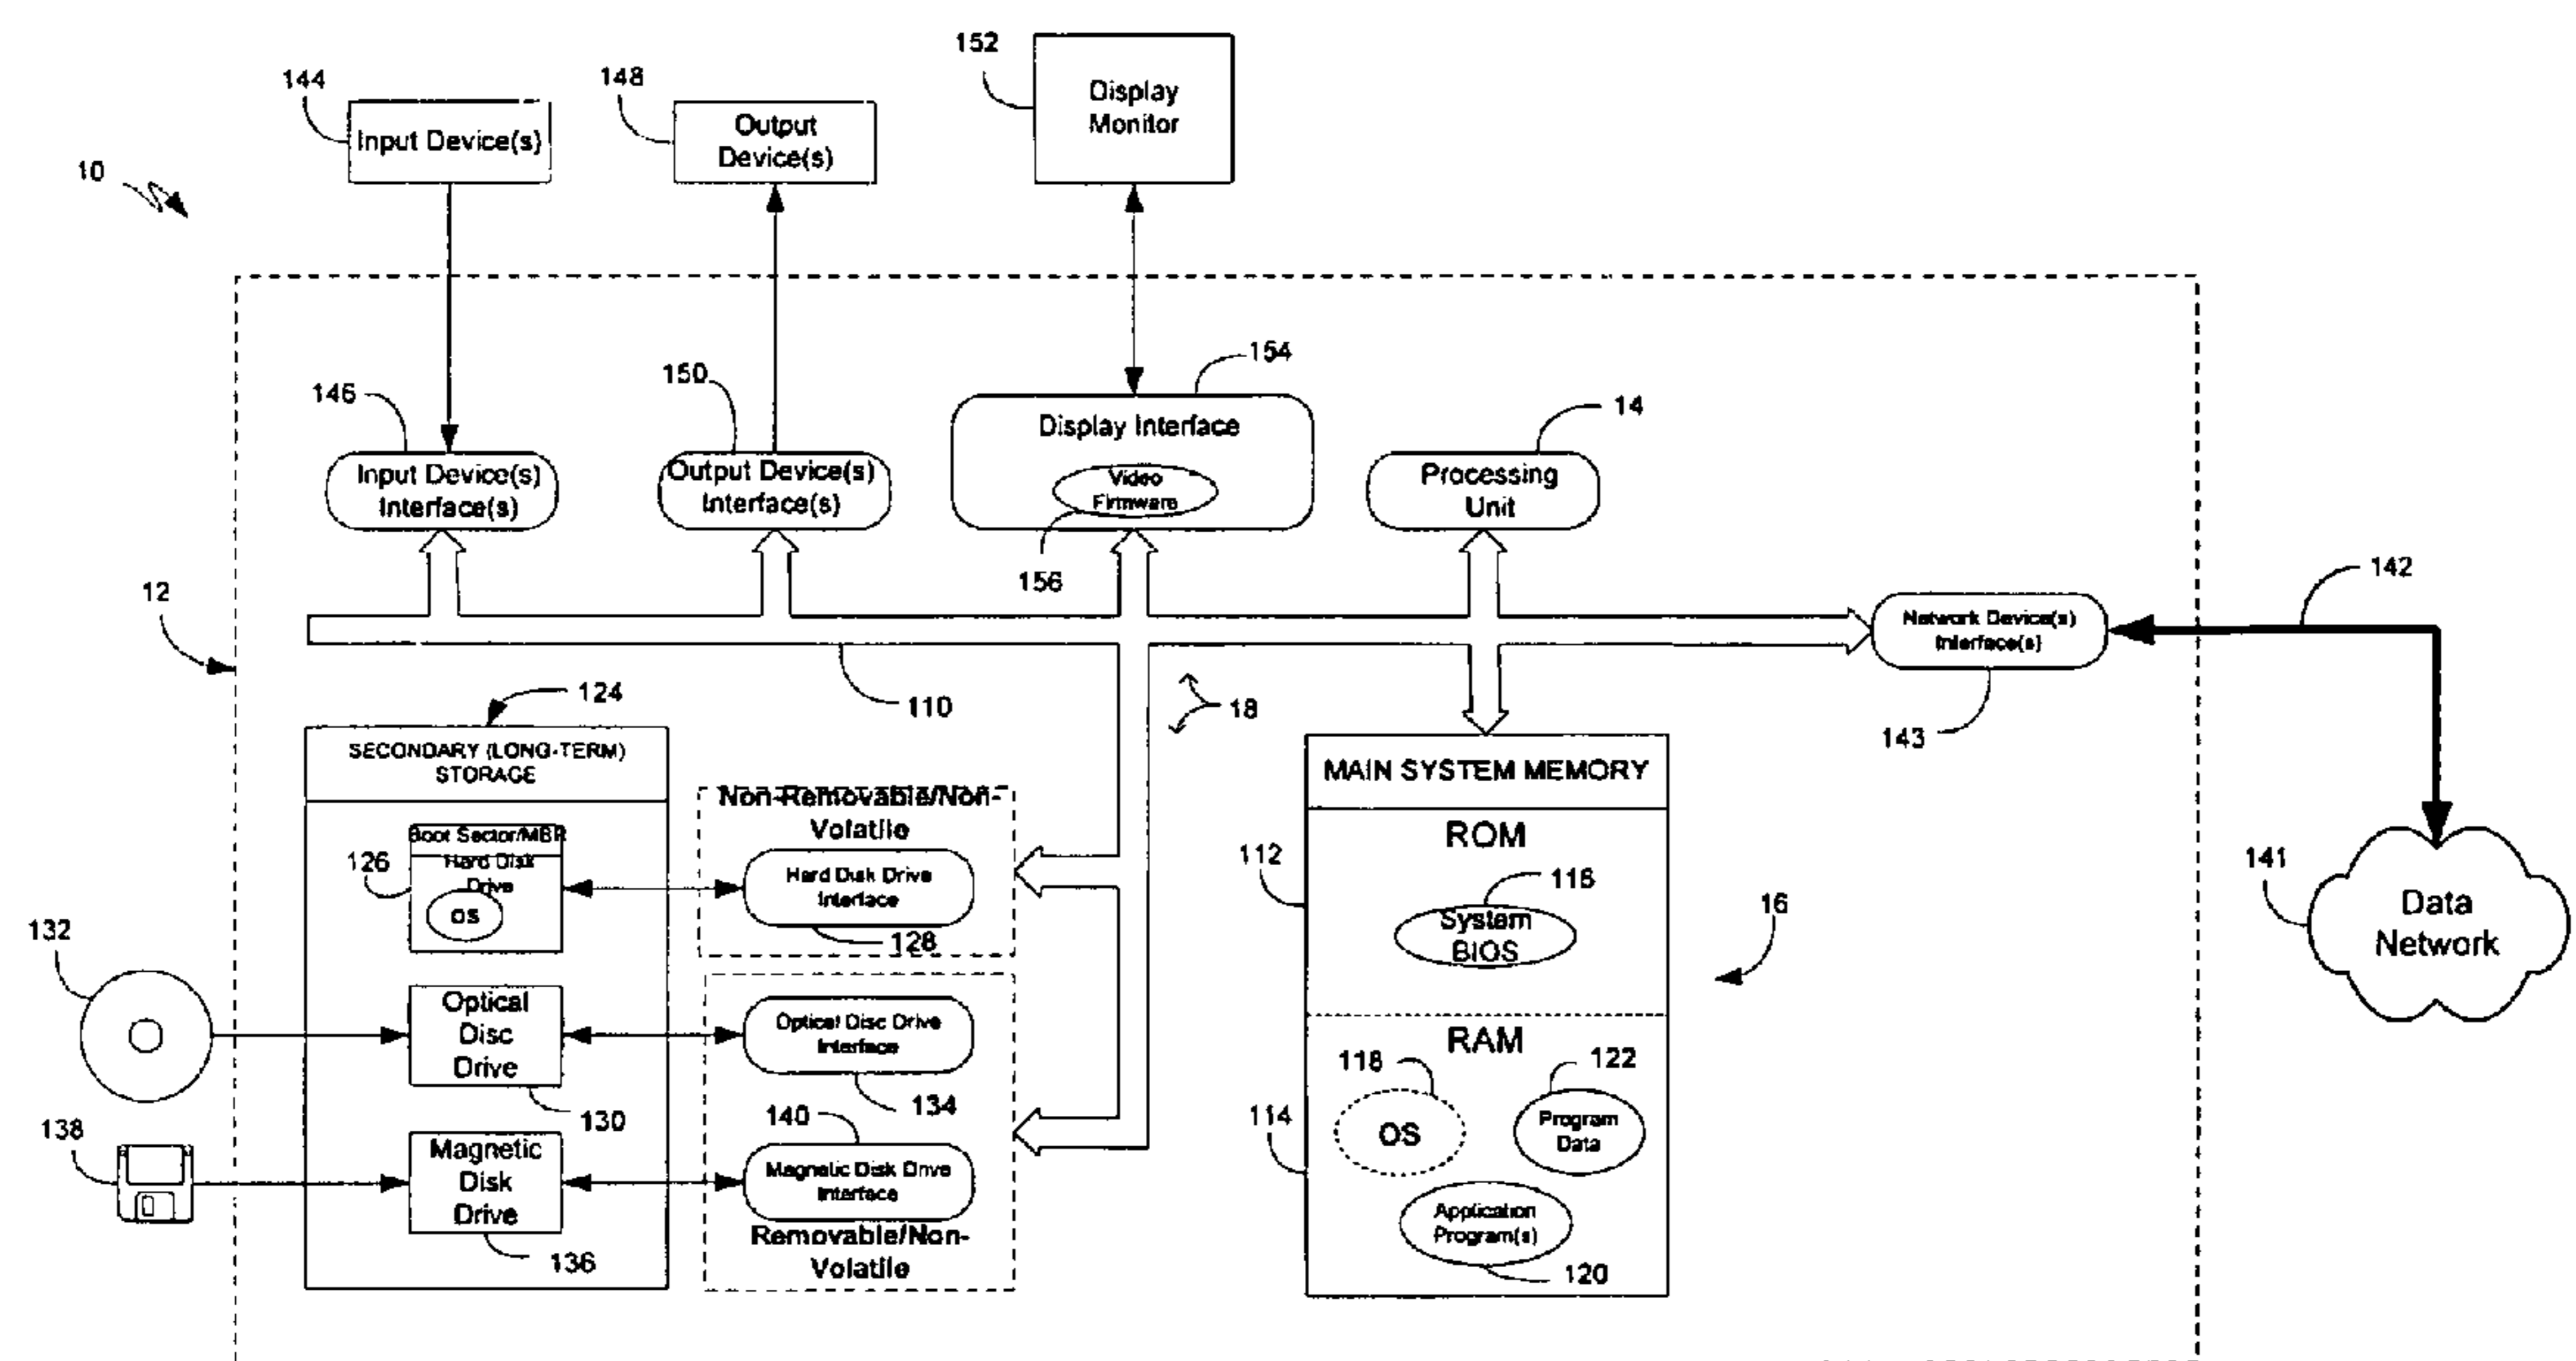 152
144
148
Display
Monitor
Input Device(s)
Output
Device(s)
10
154
150
146
14
Display Interface
Input Device(s)
Interface(s)
Output Device(s)
Interface(s)
Video
Firmware
Processing
Unit
156
142
12
Network Device(s)
Interface(s)
110
18
143
124
SECONDARY (LONG-TERM)
STORAGE
Non-Removable/Non-
Volatile
MAIN SYSTEM MEMORY
ROM
Boot Sector/MBR
Hard Disk
Drive
OS
126
Hard Disk Drive
Interface
128
112
116
System
BIOS
16
141
Data
Network
132
Optical
Disc
Drive
130
Optical Disc Drive
Interface
134
RAM
118
122
OS
Program
Data
114
138
140
Magnetic
Disk
Drive
136
Magnetic Disk Drive
Interface
Removable/Non-
Volatile
Application
Program(s)
120